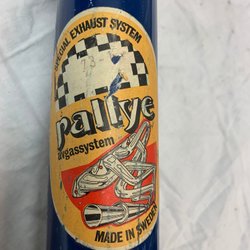 SPECIAL EXHAUST SYSTEM
rallye
avgassystem
MADE IN SWEDEN